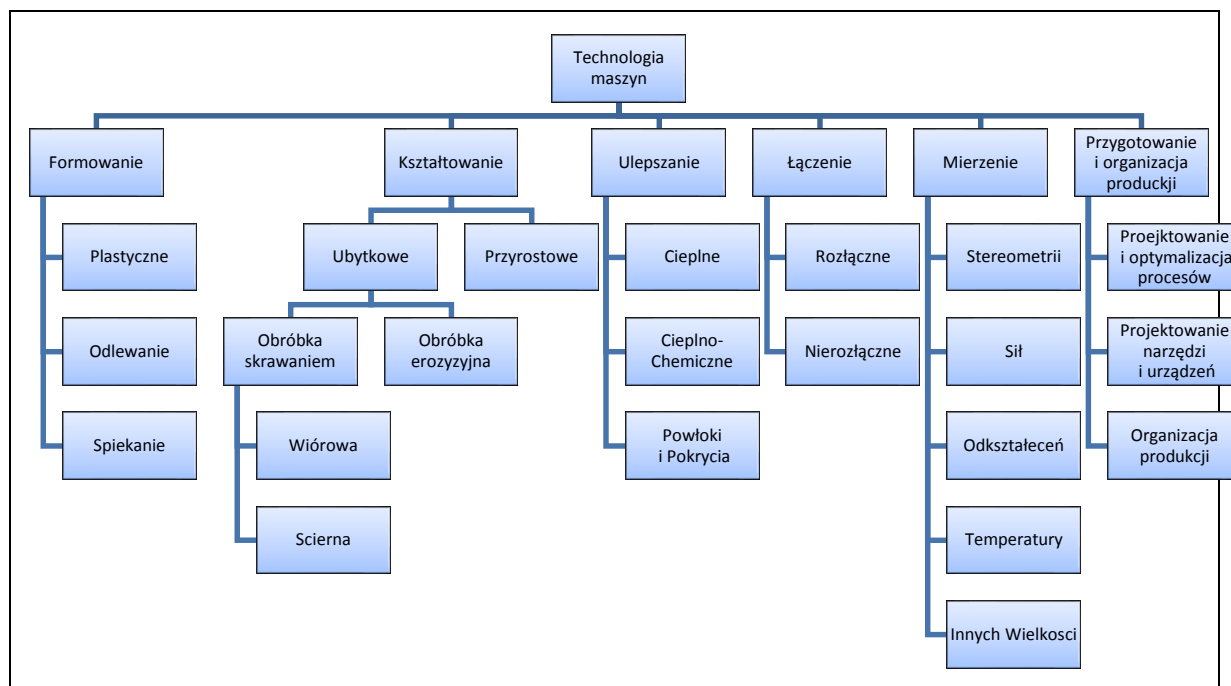 Technologia
maszyn
Formowanie
Kształtowanie
Ulepszanie
Łączenie
Mierzenie
Przygotowanie
i organizacja
produckji
Plastyczne
Ubytkowe
Przyrostowe
Cieplne
Rozłączne
Stereometrii
Proejktowanie
i optymalizacja
procesów
Odlewanie
Obróbka
skrawaniem
Obróbka
erozyzyjna
Cieplno-
Chemiczne
Nierozłączne
Sił
Projektowanie
narzędzi
i urządzeń
Spiekanie
Wiórowa
Powłoki
i Pokrycia
Odkształeceń
Organizacja
produkcji
Scierna
Temperatury
Innych Wielkosci